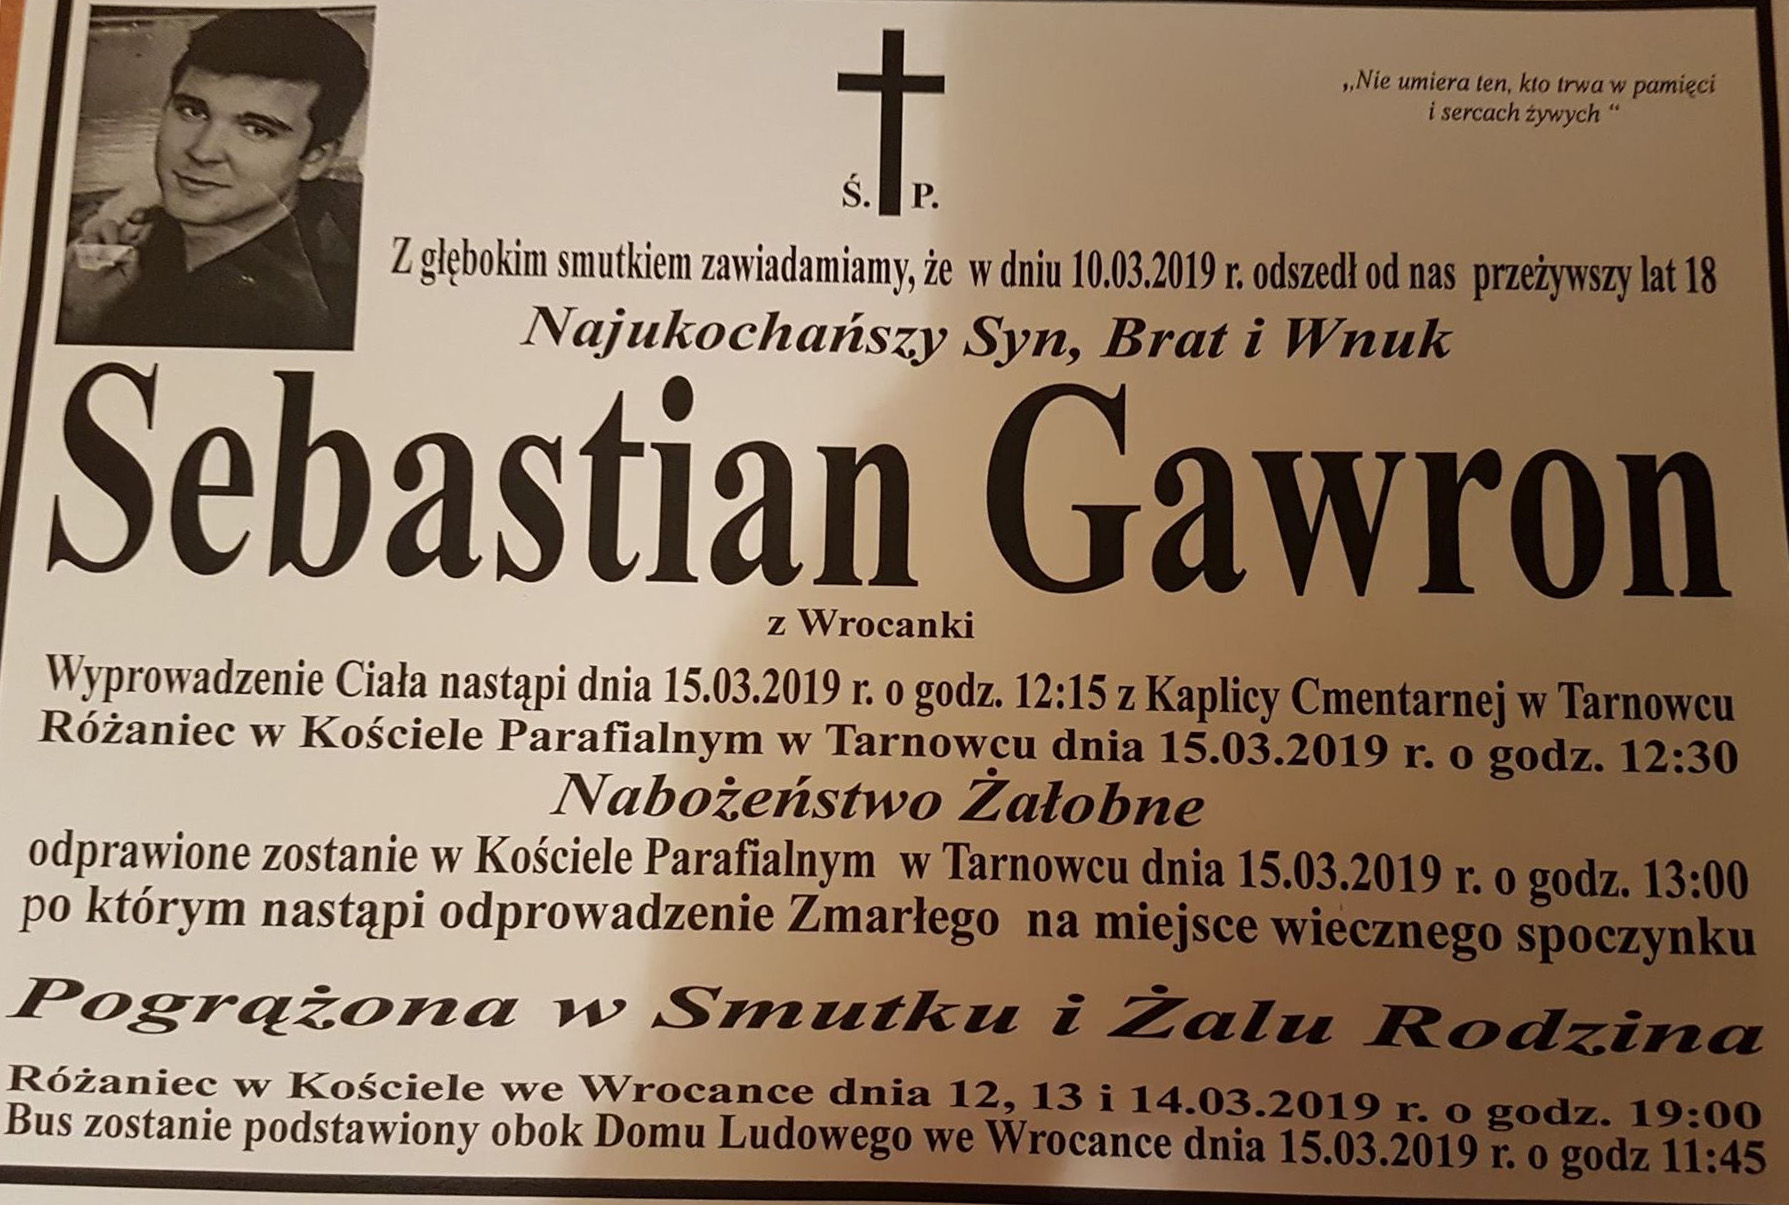 „Nie umiera ten, kto trwa w pamięci
i sercach żywych “
Ś. P.
Z głębokim smutkiem zawiadamiamy, że w dniu 10.03.2019 r. odszedł od nas przeżywszy lat 18
Najukochańszy Syn, Brat i Wnuk
Sebastian Gawron
z Wrocanki
Wyprowadzenie Ciała nastąpi dnia 15.03.2019 r. o godz. 12:15 z Kaplicy Cmentarnej w Tarnowcu
Różaniec w Kościele Parafialnym w Tarnowcu dnia 15.03.2019 r. o godz. 12:30
Nabożeństwo Żałobne
odprawione zostanie w Kościele Parafialnym w Tarnowcu dnia 15.03.2019 r. o godz. 13:00
po którym nastąpi odprowadzenie Zmarłego na miejsce wiecznego spoczynku
Pogrążona w Smutku i Żalu Rodzina
Różaniec w Kościele we Wrocance dnia 12, 13 i 14.03.2019 r. o godz. 19:00
Bus zostanie podstawiony obok Domu Ludowego we Wrocance dnia 15.03.2019 r. o godz 11:45